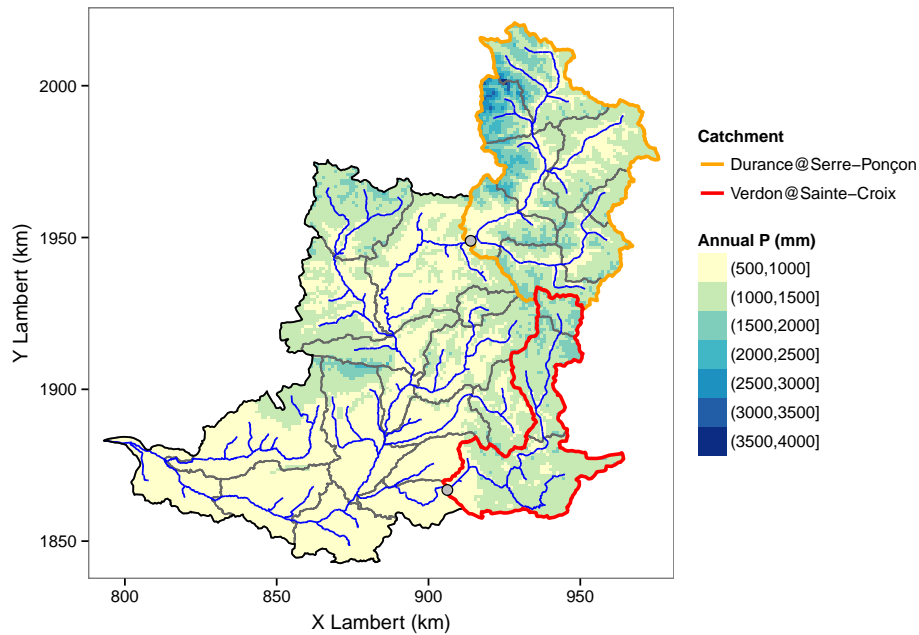 2000
1950
1900
1850
Y Lambert (km)
800
850
900
950
X Lambert (km)
Catchment
Durance@Serre−Ponçon
Verdon@Sainte−Croix
Annual P (mm)
(500,1000]
(1000,1500]
(1500,2000]
(2000,2500]
(2500,3000]
(3000,3500]
(3500,4000]